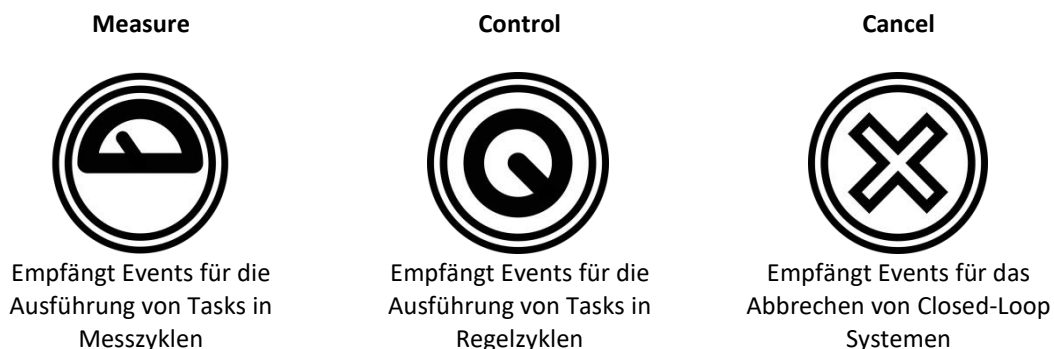 Measure
Empfängt Events für die
Ausführung von Tasks in
Messzyklen
Control
Empfängt Events für die
Ausführung von Tasks in
Regelzyklen
Cancel
Empfängt Events für das
Abbrechen von Closed-Loop
Systemen